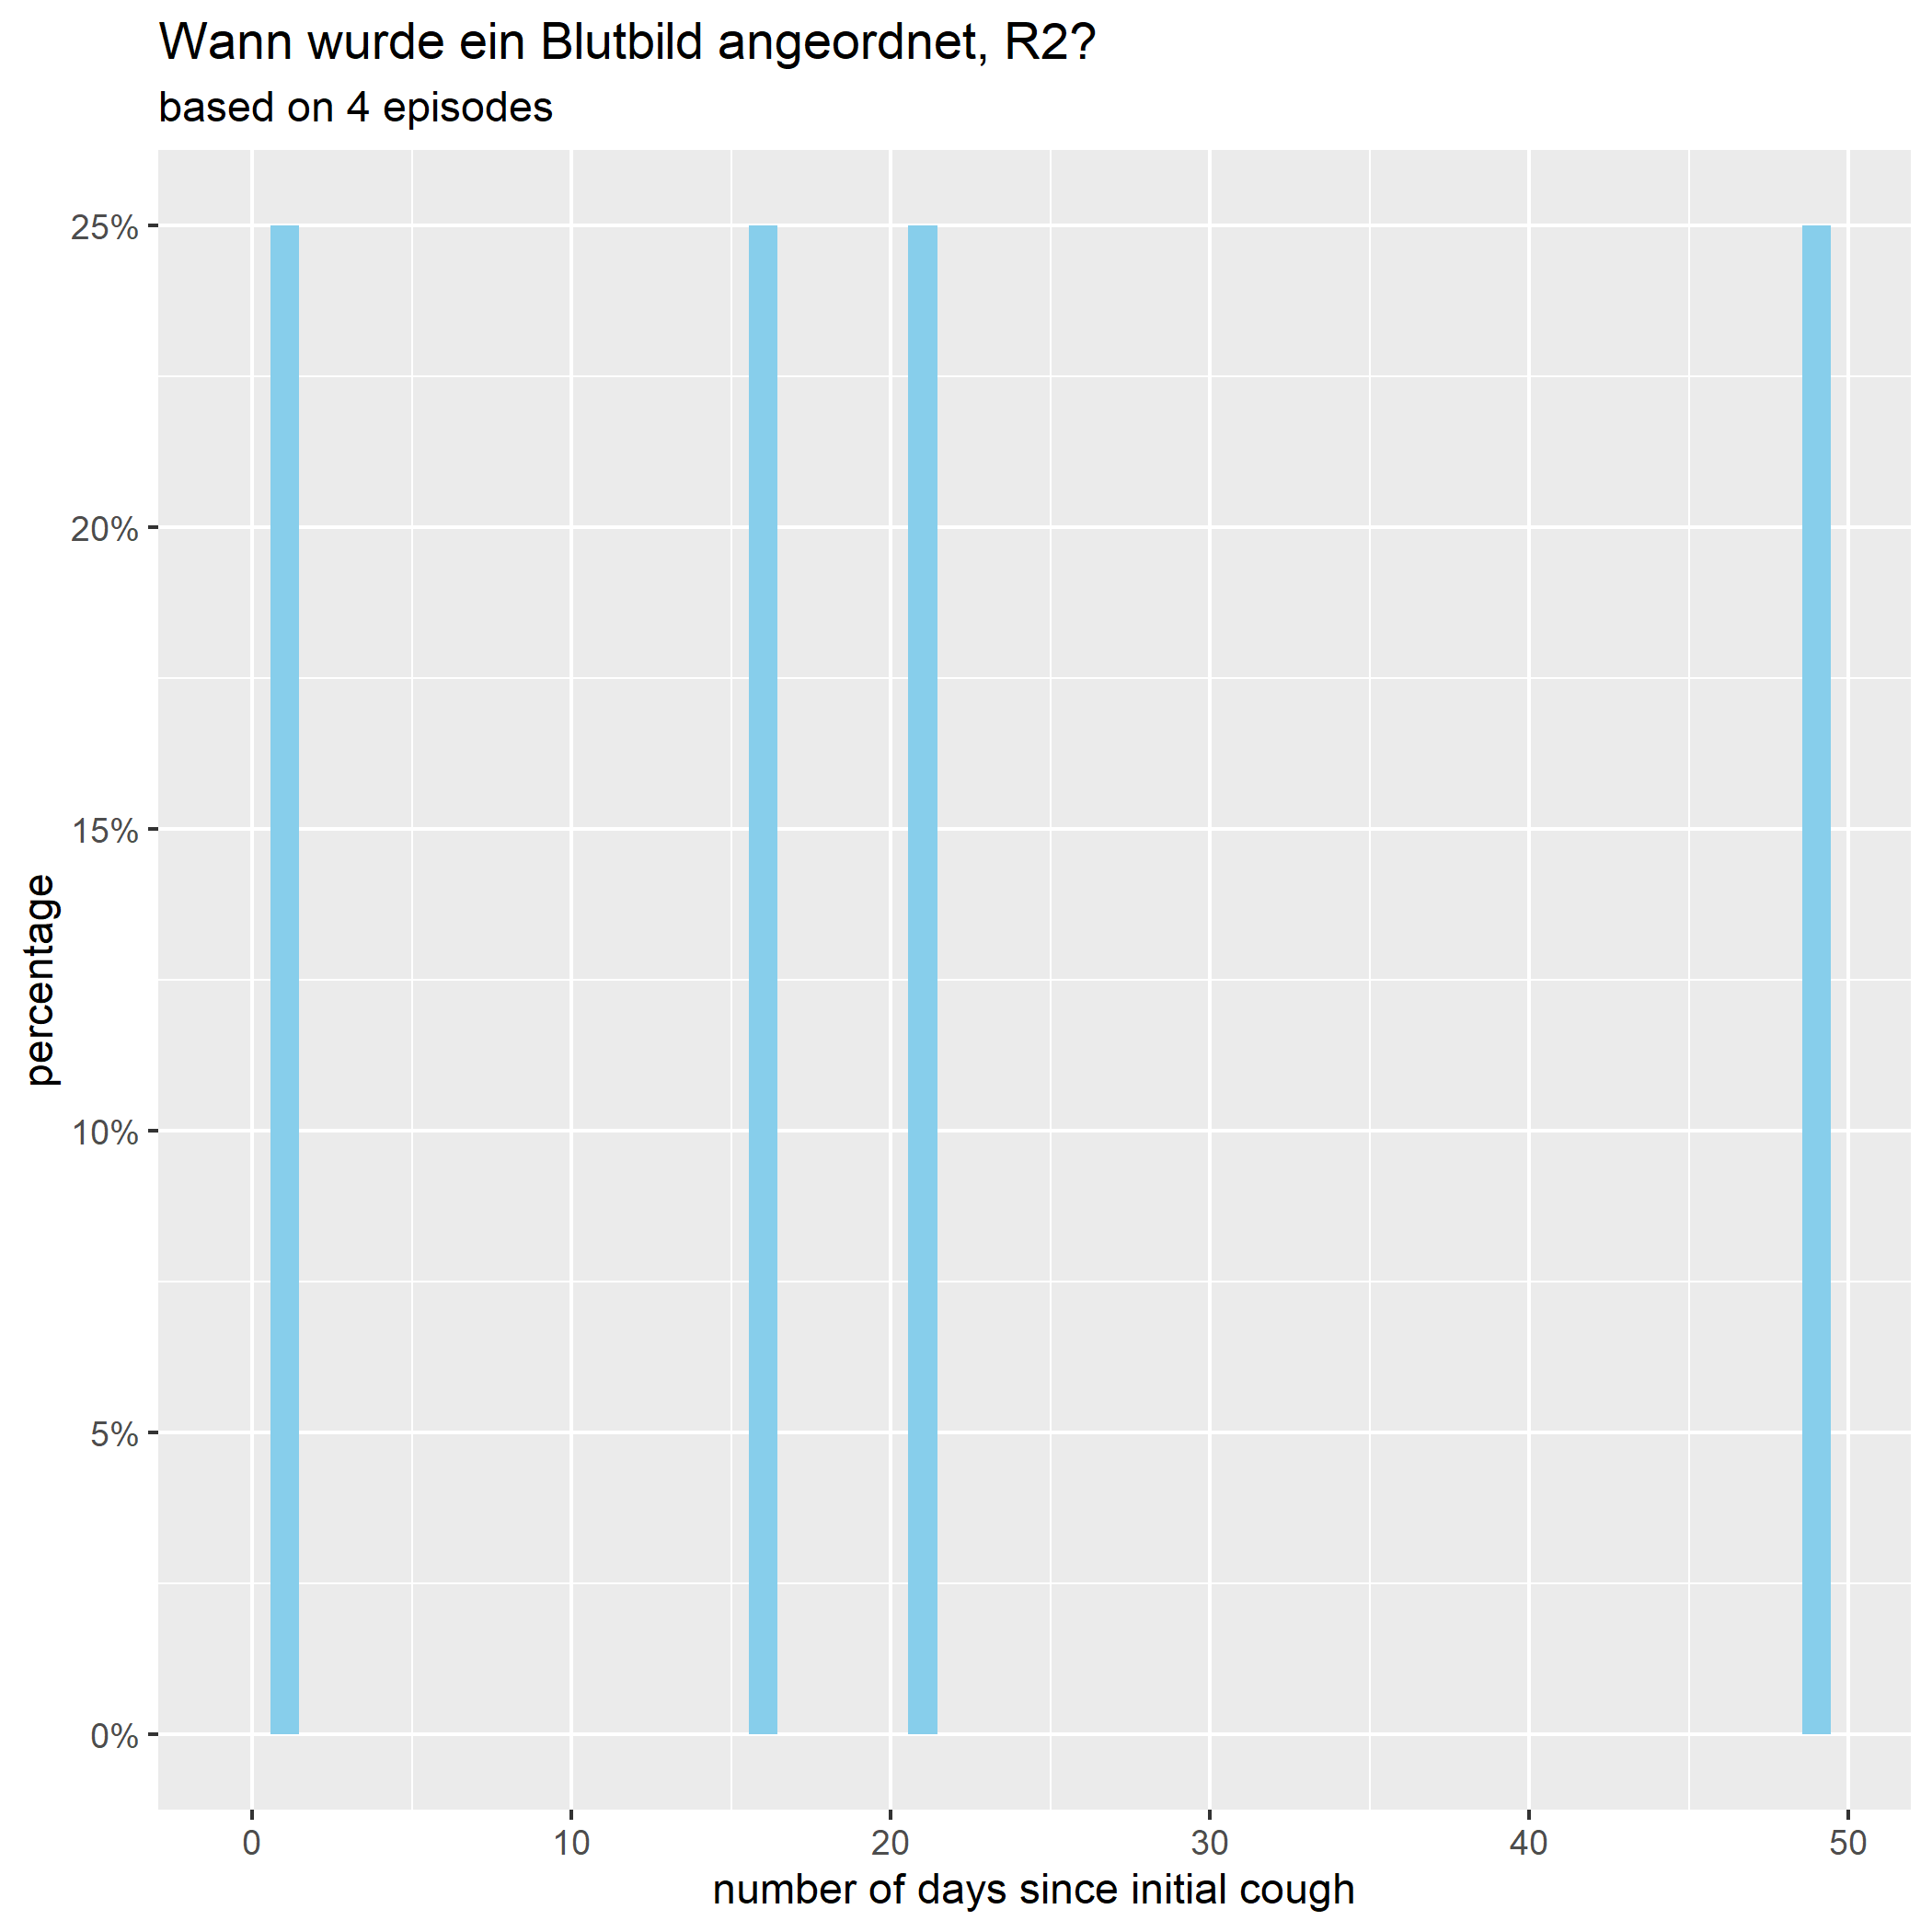 Wann wurde ein Blutbild angeordnet, R2?
based on 4 episodes
25%
20%
15%
10%
5%
0%
percentage
0 10 20 30 40 50
number of days since initial cough